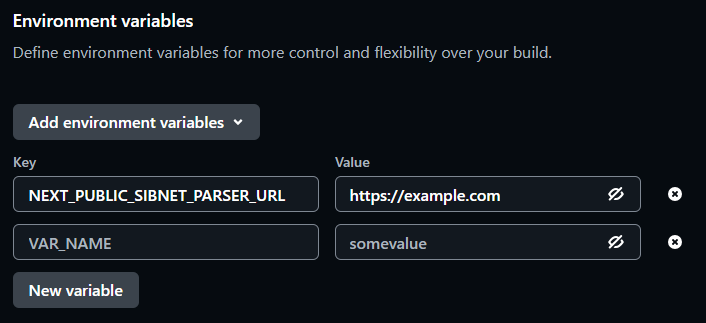 Environment variables
Define environment variables for more control and flexibility over your build.
Add environment variables
Key Value
NEXT_PUBLIC_SIBNET_PARSER_URL https://example.com
VAR_NAME somevalue
New variable